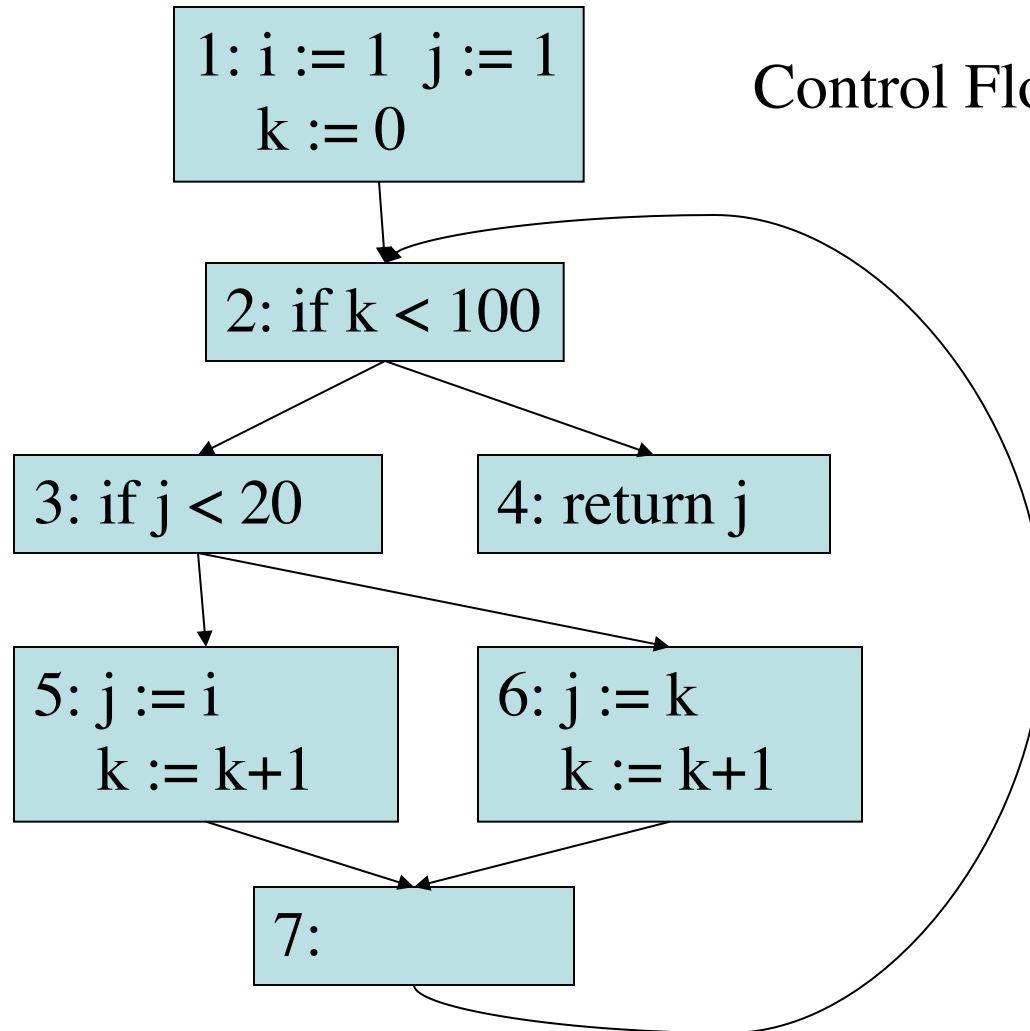 1: i := 1 j := 1
k := 0
Control Flo
2: if k < 100
3: if j < 20
4: return j
5: j := i
k := k+1
6: j := k
k := k+1
7: